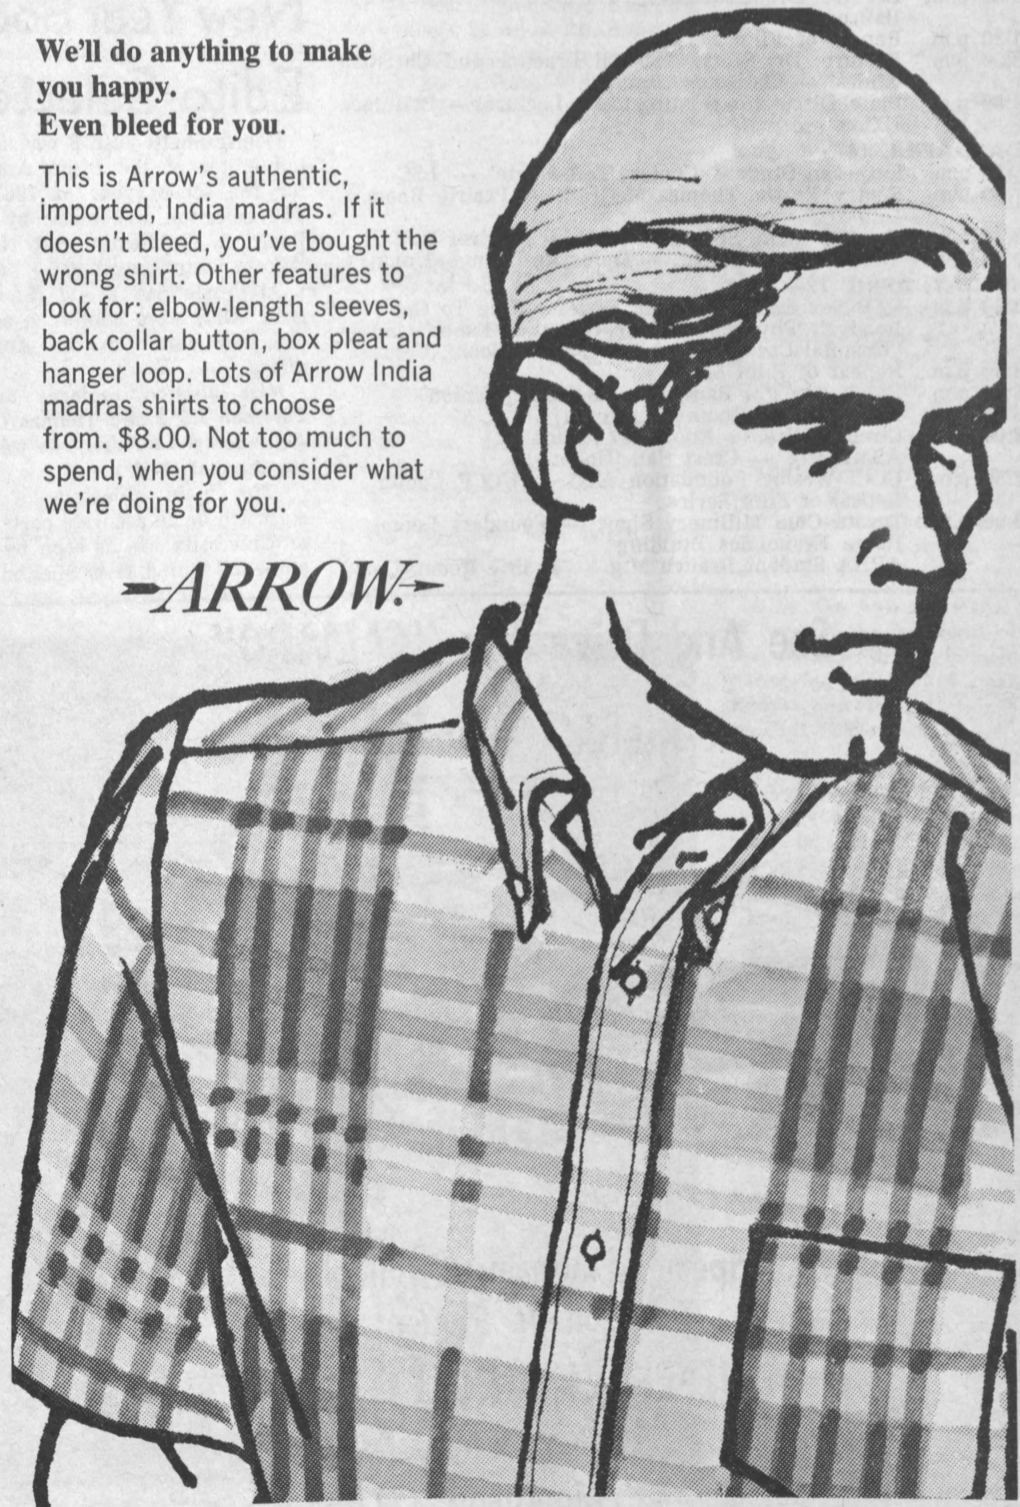 We'll do anything to make
you happy.
Even bleed for you.
This is Arrow's authentic,
imported, India madras. If it
doesn't bleed, you've bought the
wrong shirt. Other features to
look for: elbow-length sleeves,
back collar button, box pleat and
hanger loop. Lots of Arrow India
madras shirts to choose
from. $8.00. Not too much to
spend, when you consider what
we're doing for you.
ARROW.